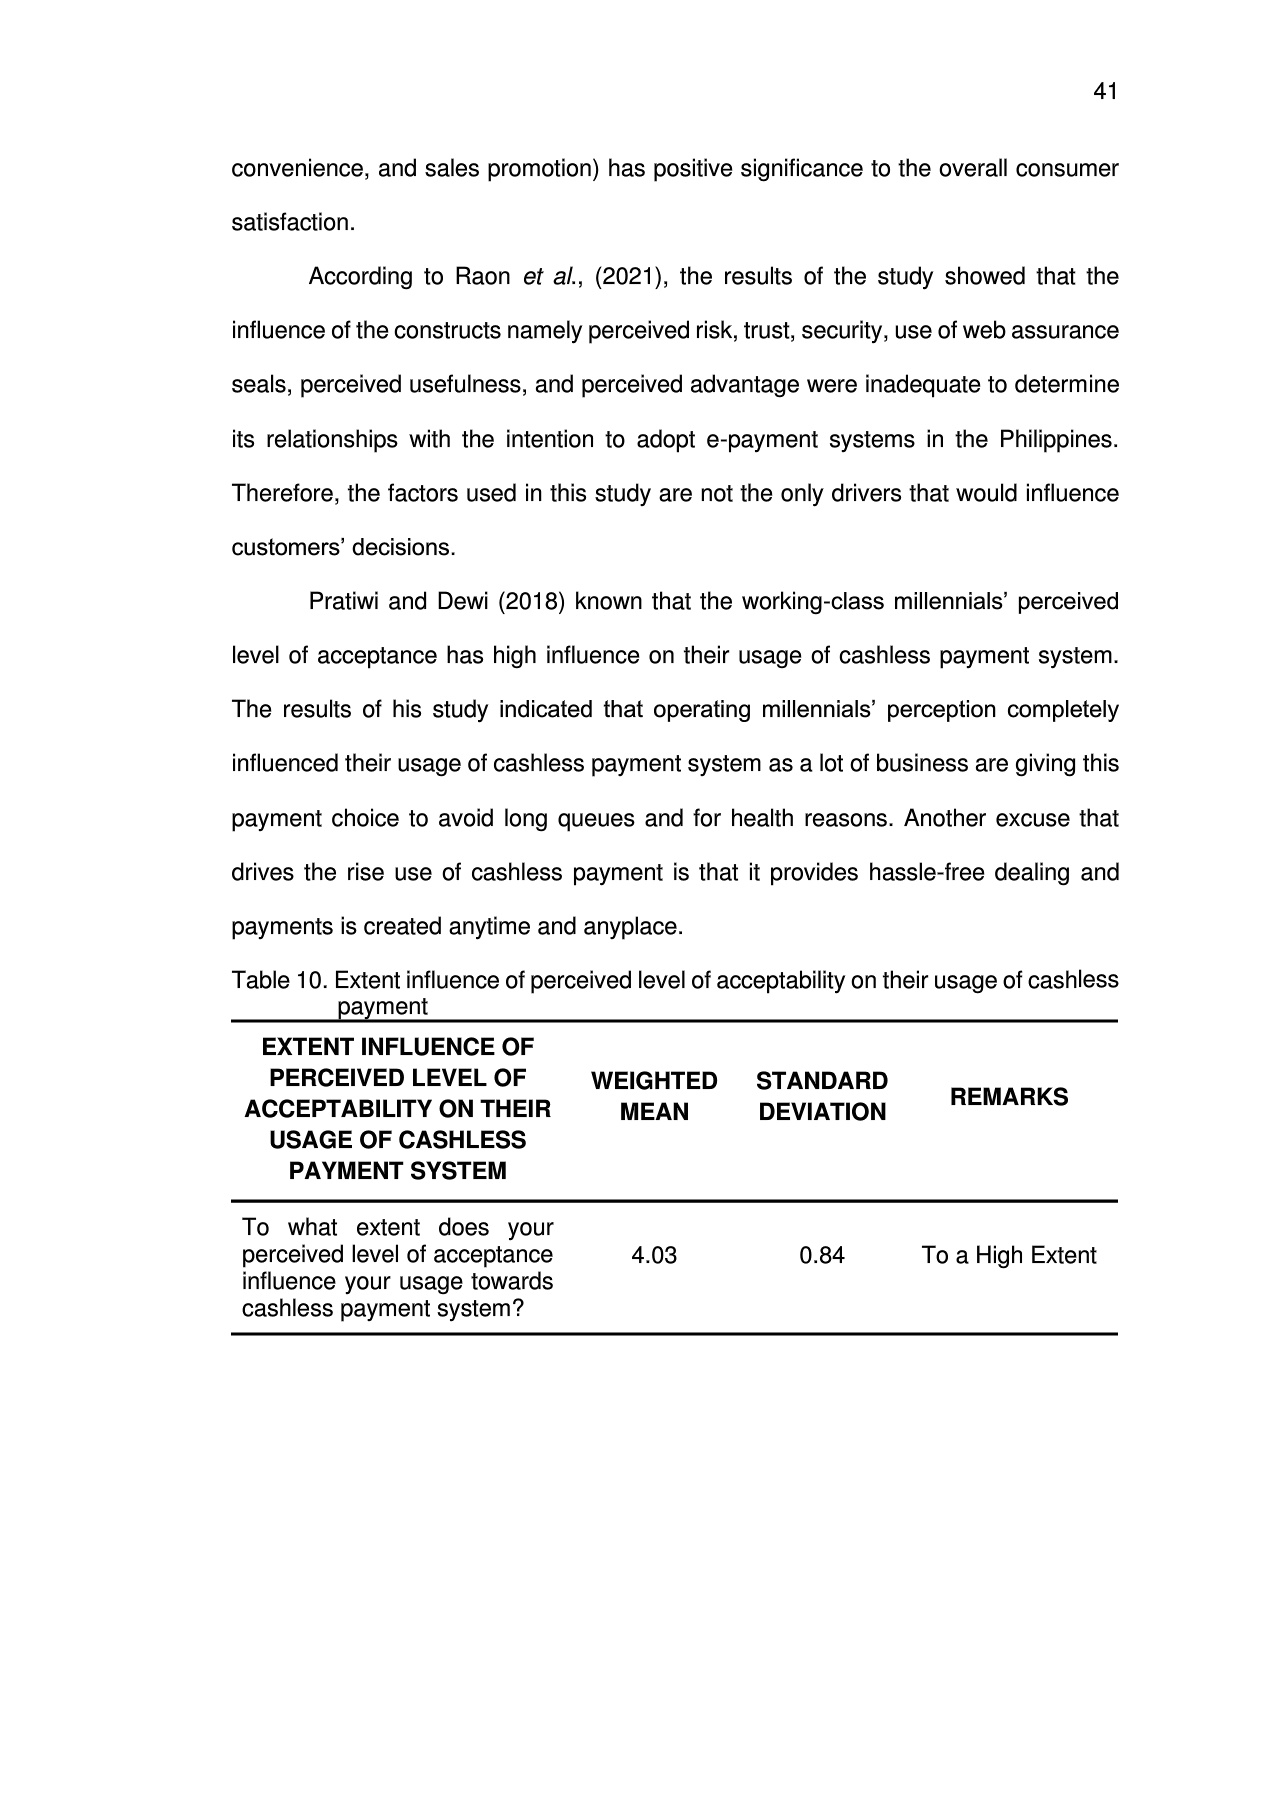 41
convenience, and sales promotion) has positive significance to the overall consumer
satisfaction.
According to Raon et al., (2021), the results of the study showed that the
influence of the constructs namely perceived risk, trust, security, use of web assurance
seals, perceived usefulness, and perceived advantage were inadequate to determine
its relationships with the intention to adopt e-payment systems in the Philippines.
Therefore, the factors used in this study are not the only drivers that would influence
customers’ decisions.
Pratiwi and Dewi (2018) known that the working-class millennials’ perceived
level of acceptance has high influence on their usage of cashless payment system.
The results of his study indicated that operating millennials’ perception completely
influenced their usage of cashless payment system as a lot of business are giving this
payment choice to avoid long queues and for health reasons. Another excuse that
drives the rise use of cashless payment is that it provides hassle-free dealing and
payments is created anytime and anyplace.
Table 10. Extent influence of perceived level of acceptability on their usage of cashless
payment
EXTENT INFLUENCE OF
PERCEIVED LEVEL OF
ACCEPTABILITY ON THEIR
USAGE OF CASHLESS
PAYMENT SYSTEM
WEIGHTED
MEAN
STANDARD
DEVIATION
REMARKS
To what extent does your
perceived level of acceptance
influence your usage towards
cashless payment system?
4.03
0.84
To a High Extent